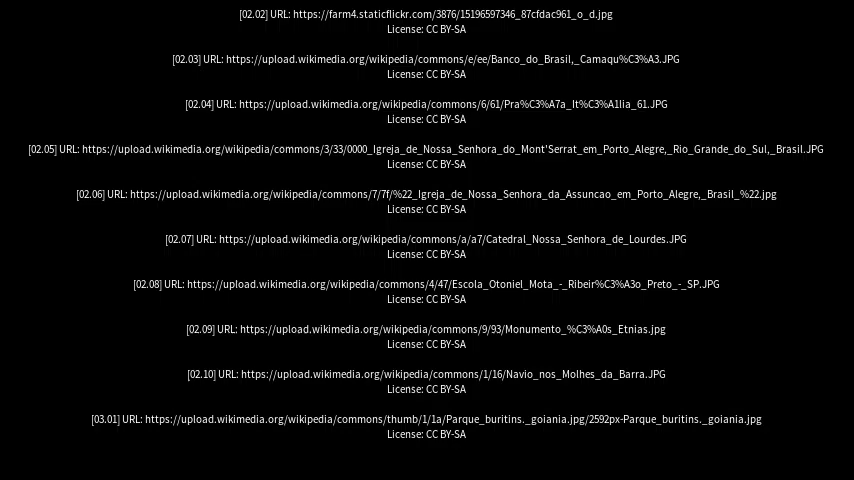 [02.02] URL: https://farm4.staticflickr.com/3876/15196597346_87cfdac961_o_d.jpg
License: CC BY-SA
[02.03] URL: https://upload.wikimedia.org/wikipedia/commons/e/ee/Banco_do_Brasil,_Camaqu%C3%A3.JPG
License: CC BY-SA
[02.04] URL: https://upload.wikimedia.org/wikipedia/commons/6/61/Pra%C3%A7a_It%C3%A1lia_61.JPG
License: CC BY-SA
[02.05] URL: https://upload.wikimedia.org/wikipedia/commons/3/33/0000_Igreja_de_Nossa_Senhora_do_Mont'Serrat_em_Porto_Alegre,_Rio_Grande_do_Sul,_Brasil.JPG
License: CC BY-SA
[02.06] URL: https://upload.wikimedia.org/wikipedia/commons/7/7f/%22_Igreja_de_Nossa_Senhora_da_Assuncao_em_Porto_Alegre,_Brasil_%22.jpg
License: CC BY-SA
[02.07] URL: https://upload.wikimedia.org/wikipedia/commons/a/a7/Catedral_Nossa_Senhora_de_Lourdes.JPG
License: CC BY-SA
[02.08] URL: https://upload.wikimedia.org/wikipedia/commons/4/47/Escola_Otoniel_Mota_-_Ribeir%C3%A3o_Preto_-_SP.JPG
License: CC BY-SA
[02.09] URL: https://upload.wikimedia.org/wikipedia/commons/9/93/Monumento_%C3%A0s_Etnias.jpg
License: CC BY-SA
[02.10] URL: https://upload.wikimedia.org/wikipedia/commons/1/16/Navio_nos_Molhes_da_Barra.JPG
License: CC BY-SA
[03.01] URL: https://upload.wikimedia.org/wikipedia/commons/thumb/1/1a/Parque_buritins._goiania.jpg/2592px-Parque_buritins._goiania.jpg
License: CC BY-SA